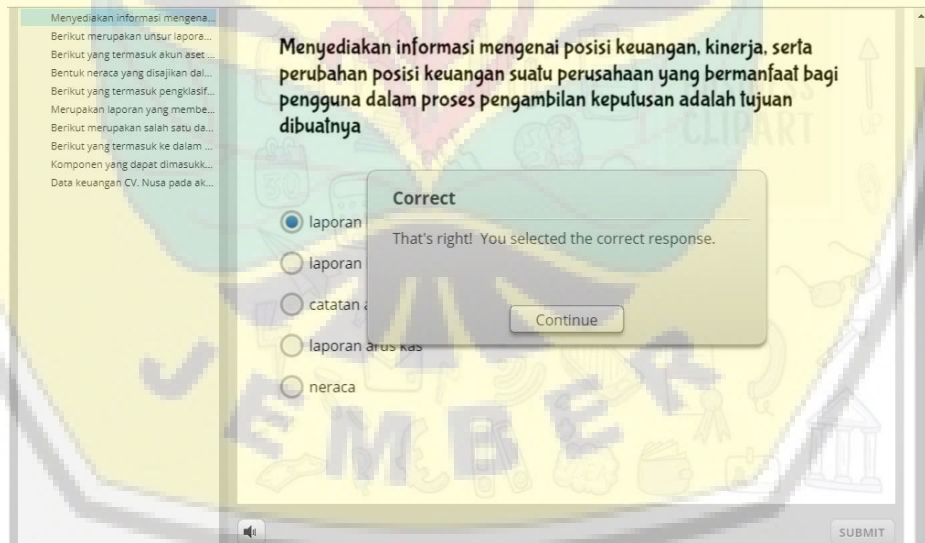 Menyediakan informasi mengena...
Berikut merupakan unsur lapora...
Berikut yang termasuk akun aset ...
Bentuk neraca yang disajikan dal...
Berikut yang termasuk pengklasif...
Merupakan laporan yang membe...
Berikut merupakan salah satu da...
Berikut yang termasuk ke dalam ...
Komponen yang dapat dimasukk...
Data keuangan CV. Nusa pada ak...
Menyediakan informasi mengenai posisi keuangan, kinerja, serta
perubahan posisi keuangan suatu perusahaan yang bermanfaat bagi
pengguna dalam proses pengambilan keputusan adalah tujuan
dibuatnya
CLIPART
Correct
That's right! You selected the correct response.
Continue
laporan
laporan
catatan
laporan arus kas
neraca
JEMBER
SUBMIT